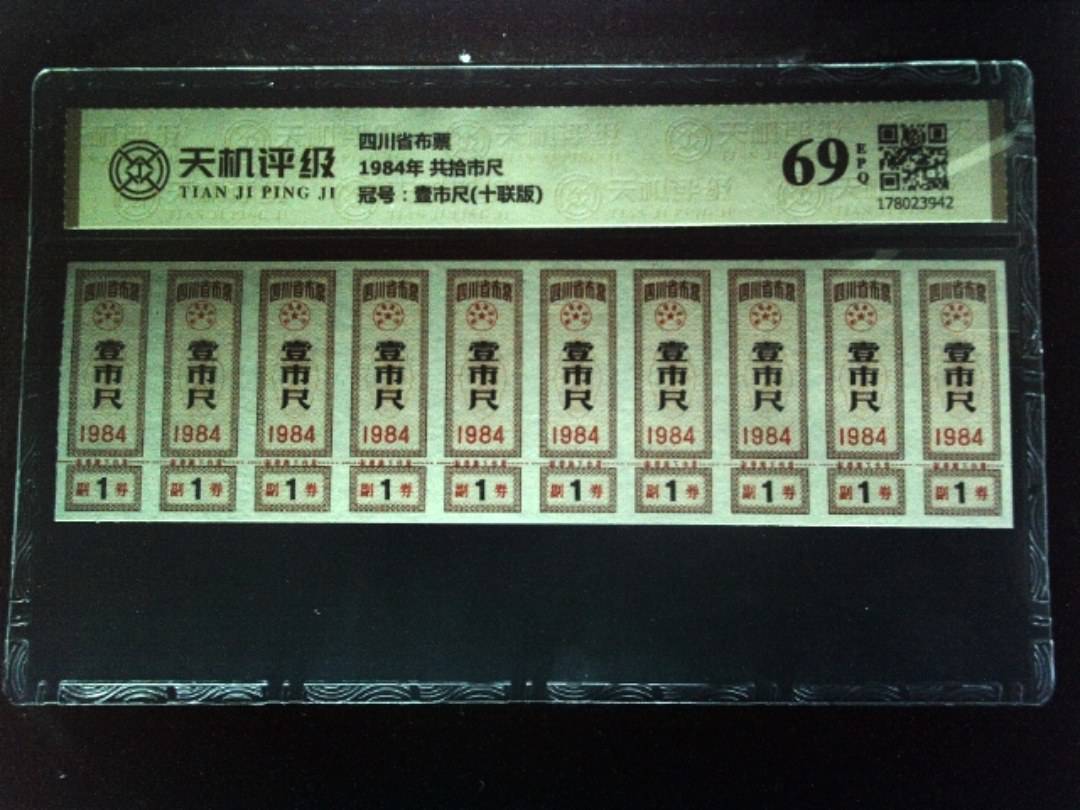 天机评级
TIAN JI PING JI
四川省布票
1984年 共拾市尺
冠号：壹市尺(十联版)
69
EPQ
178023942
四川省布票 四川省布票 四川省布票 四川省布票 四川省布票 四川省布票 四川省布票 四川省布票 四川省布票 四川省布票
壹市尺 壹市尺 壹市尺 壹市尺 壹市尺 壹市尺 壹市尺 壹市尺 壹市尺 壹市尺
1984 1984 1984 1984 1984 1984 1984 1984 1984 1984
副1券 副1券 副1券 副1券 副1券 副1券 副1券 副1券 副1券 副1券